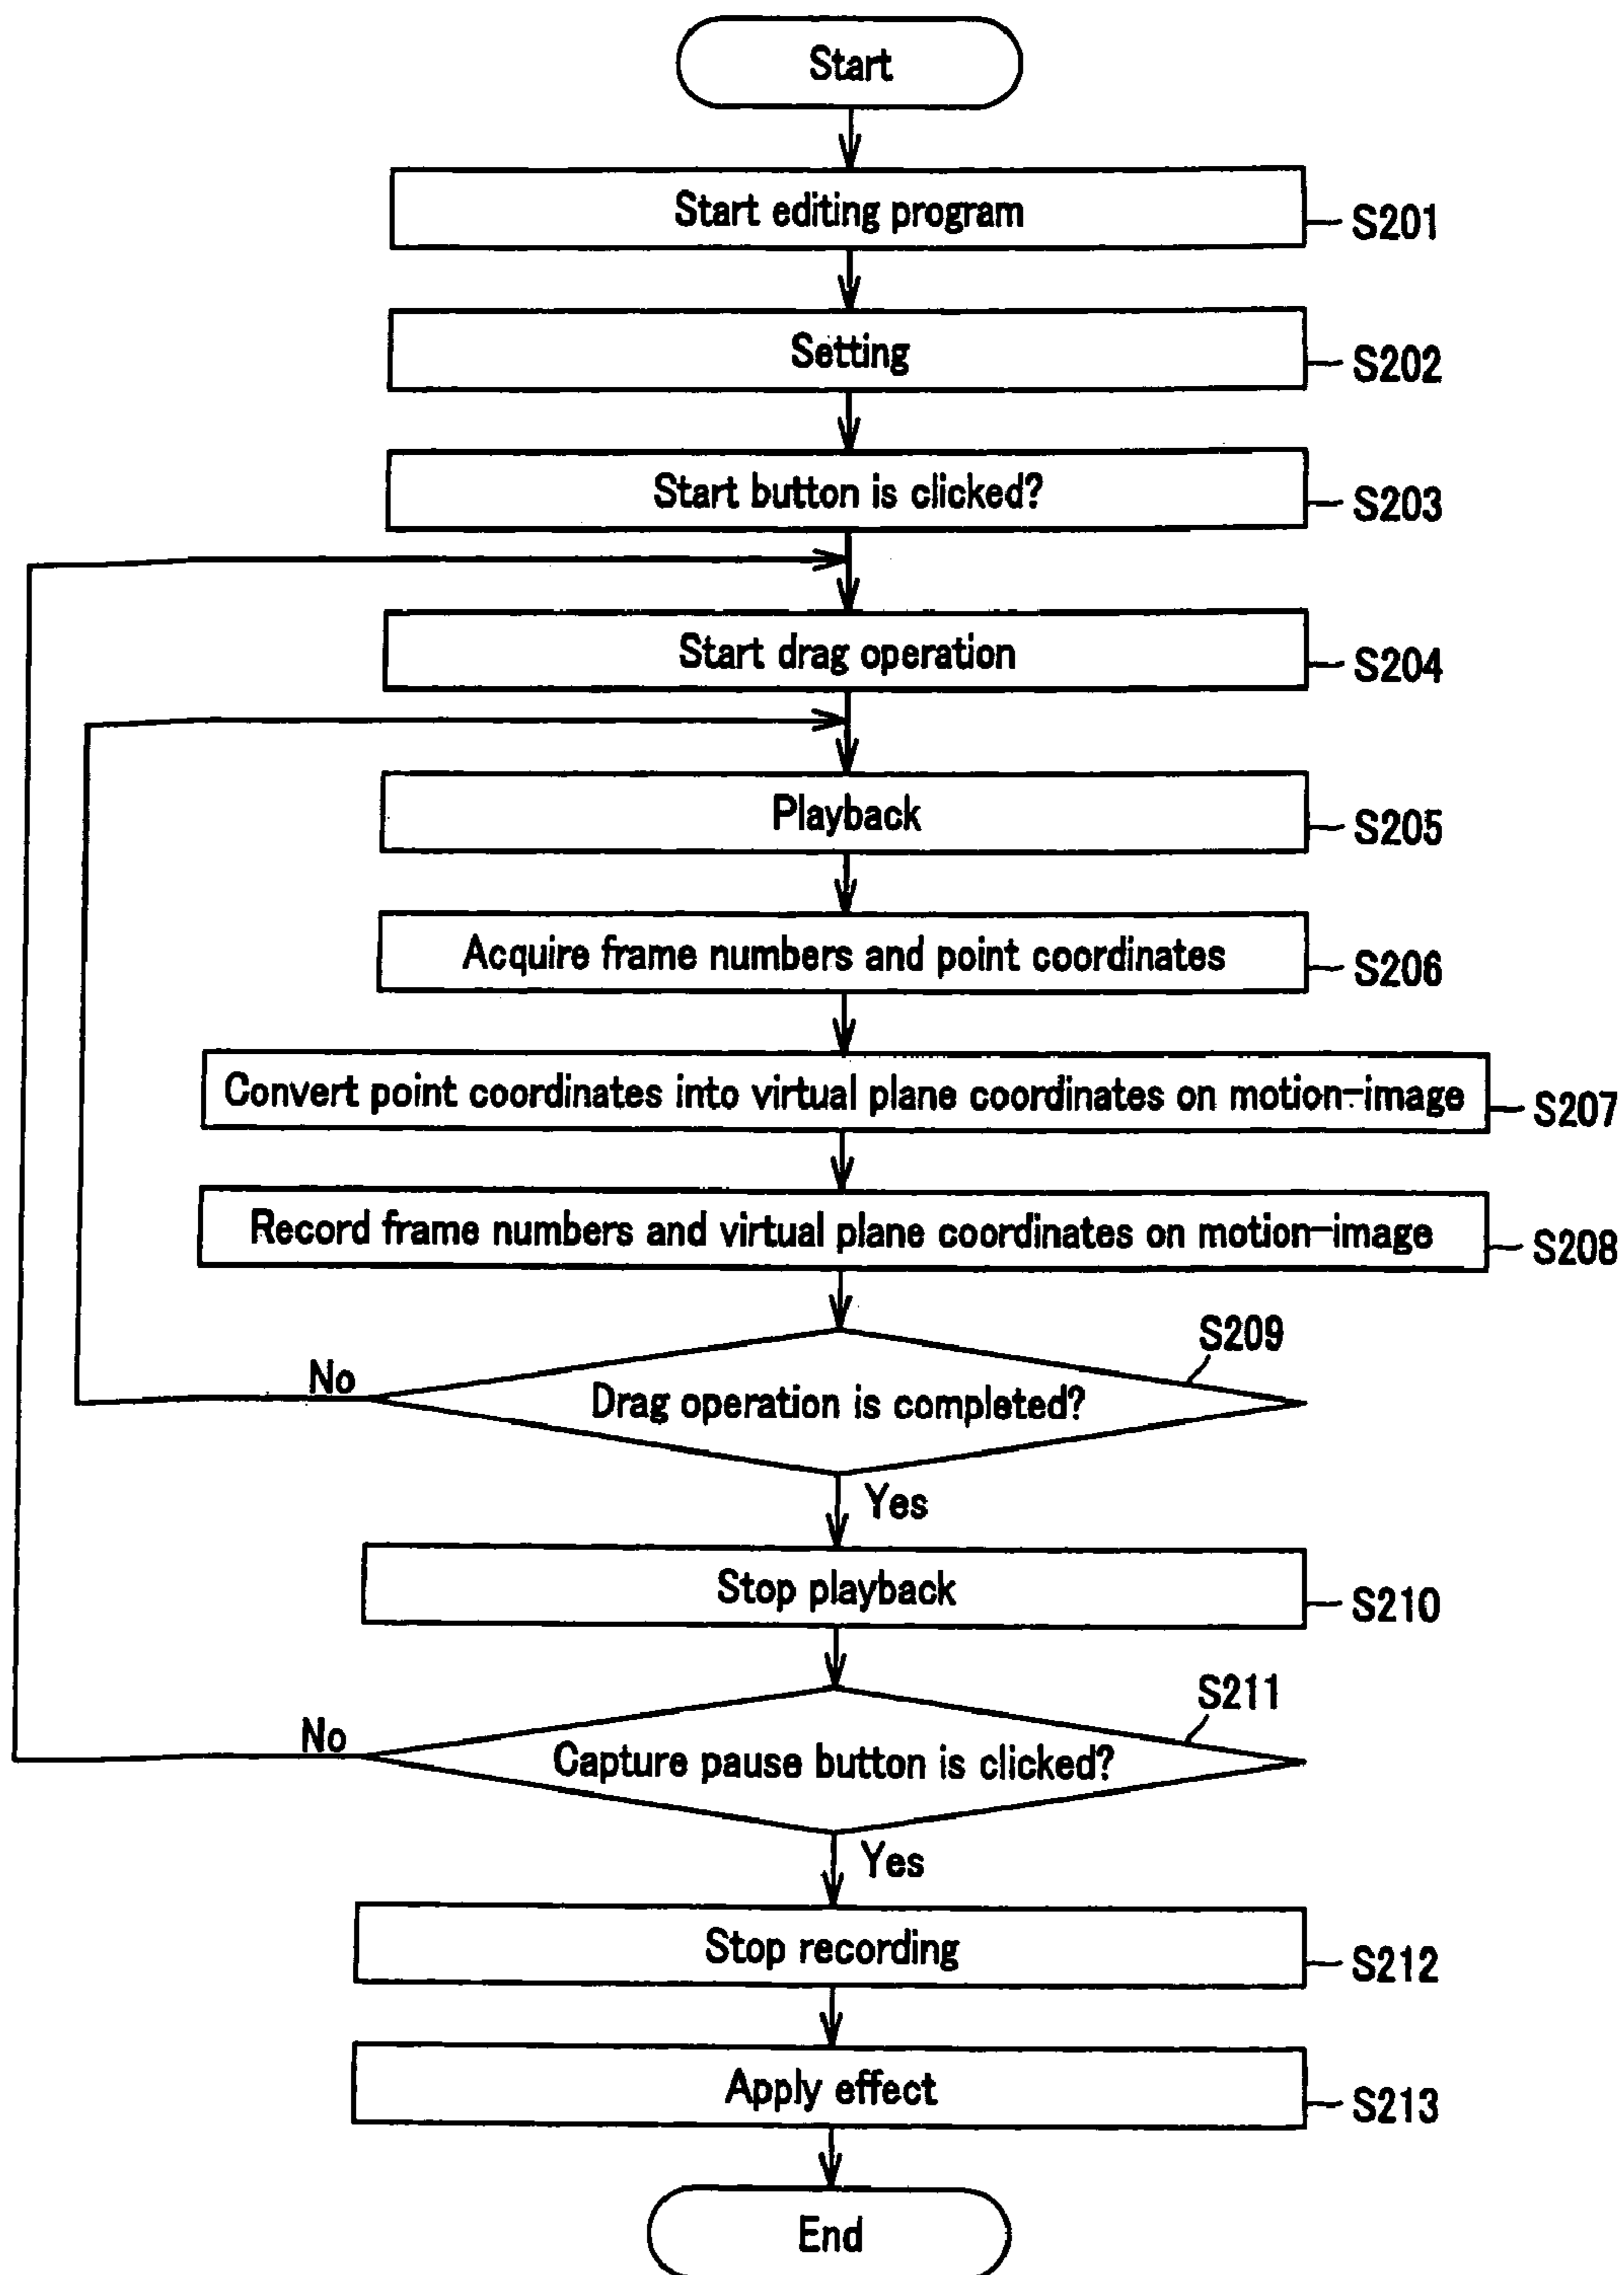 Start
Start editing program
S201
Setting
S202
Start button is clicked?
S203
Start drag operation
S204
Playback
S205
Acquire frame numbers and point coordinates
S206
Convert point coordinates into virtual plane coordinates on motion-image
S207
Record frame numbers and virtual plane coordinates on motion-image
S208
S209
No
Drag operation is completed?
Yes
Stop playback
S210
S211
No
Capture pause button is clicked?
Yes
Stop recording
S212
Apply effect
S213
End